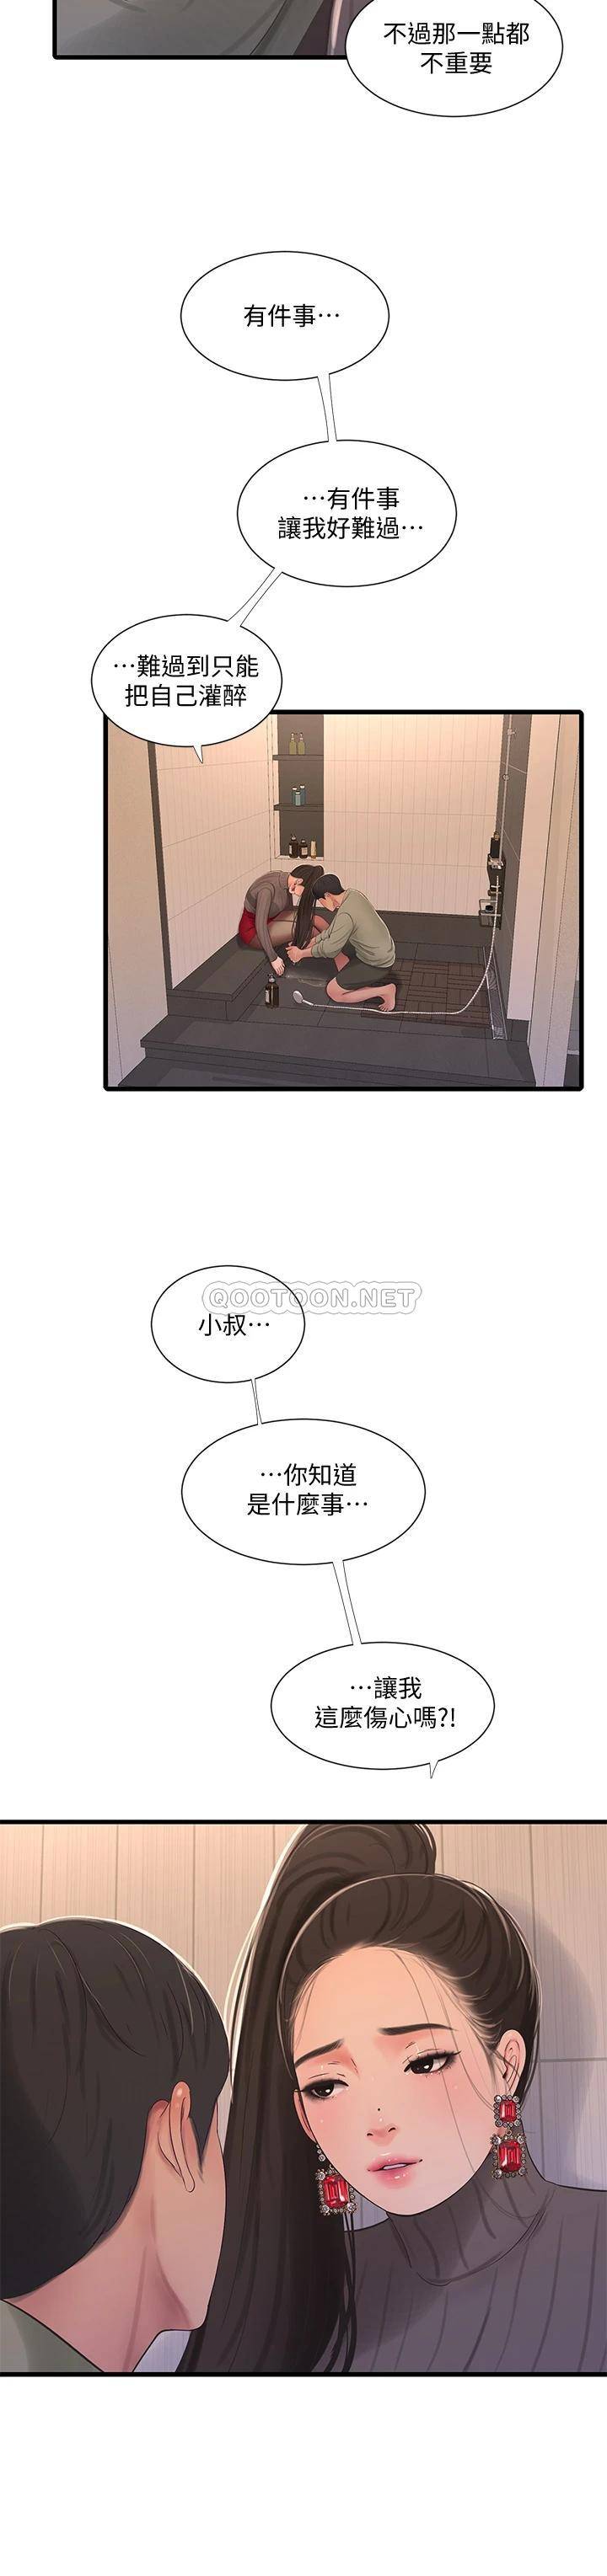 不過那一點都
不重要
有件事⋯
⋯有件事
讓我好難過⋯
⋯難過到只能
把自己灌醉
QOOTOON.NET
小叔⋯
⋯你知道
是什麼事⋯
⋯讓我
這麼傷心嗎?!